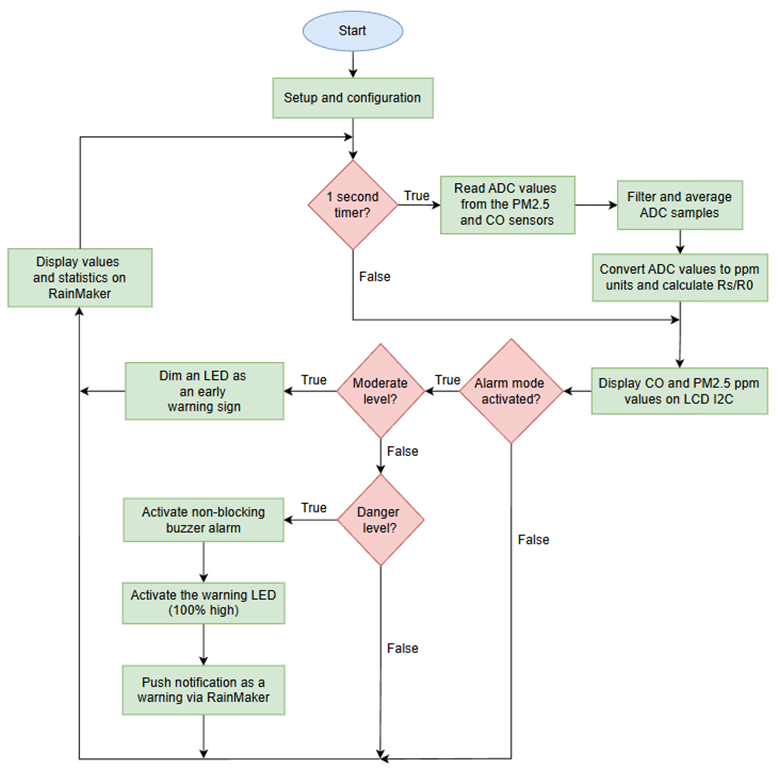 Start
Setup and configuration
1 second
timer?
True
Read ADC values
from the PM2.5
and CO sensors
Filter and average
ADC samples
False
Convert ADC values to ppm
units and calculate Rs/R0
Display values
and statistics on
RainMaker
Display CO and PM2.5 ppm
values on LCD I2C
Alarm mode
activated?
True
Moderate
level?
True
Dim an LED as
an early
warning sign
False
Danger
level?
True
Activate non-blocking
buzzer alarm
False
Activate the warning LED
(100% high)
False
Push notification as a
warning via RainMaker